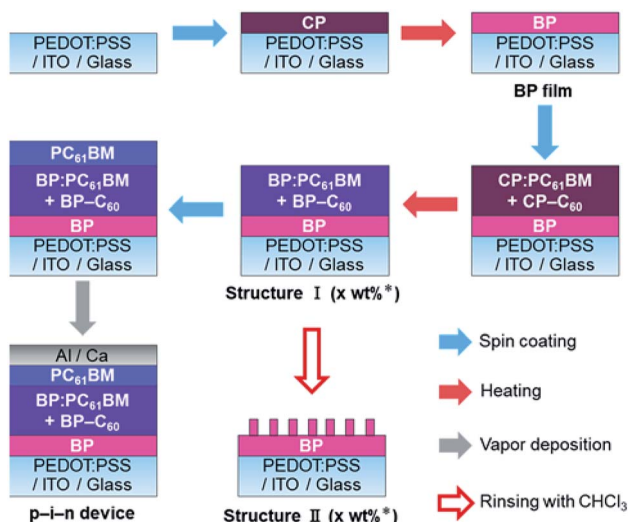 PEDOT:PSS
/ ITO / Glass
CP
PEDOT:PSS
/ ITO / Glass
BP
PEDOT:PSS
/ ITO / Glass
BP film
PC₆₁BM
BP:PC₆₁BM
+ BP–C₆₀
BP
PEDOT:PSS
/ ITO / Glass
BP:PC₆₁BM
+ BP–C₆₀
BP
PEDOT:PSS
/ ITO / Glass
Structure Ⅰ (x wt%*)
CP:PC₆₁BM
+ CP–C₆₀
BP
PEDOT:PSS
/ ITO / Glass
Al / Ca
PC₆₁BM
BP:PC₆₁BM
+ BP–C₆₀
BP
PEDOT:PSS
/ ITO / Glass
p–i–n device
BP
PEDOT:PSS
/ ITO / Glass
Structure Ⅱ (x wt%*)
Spin coating
Heating
Vapor deposition
Rinsing with CHCl₃